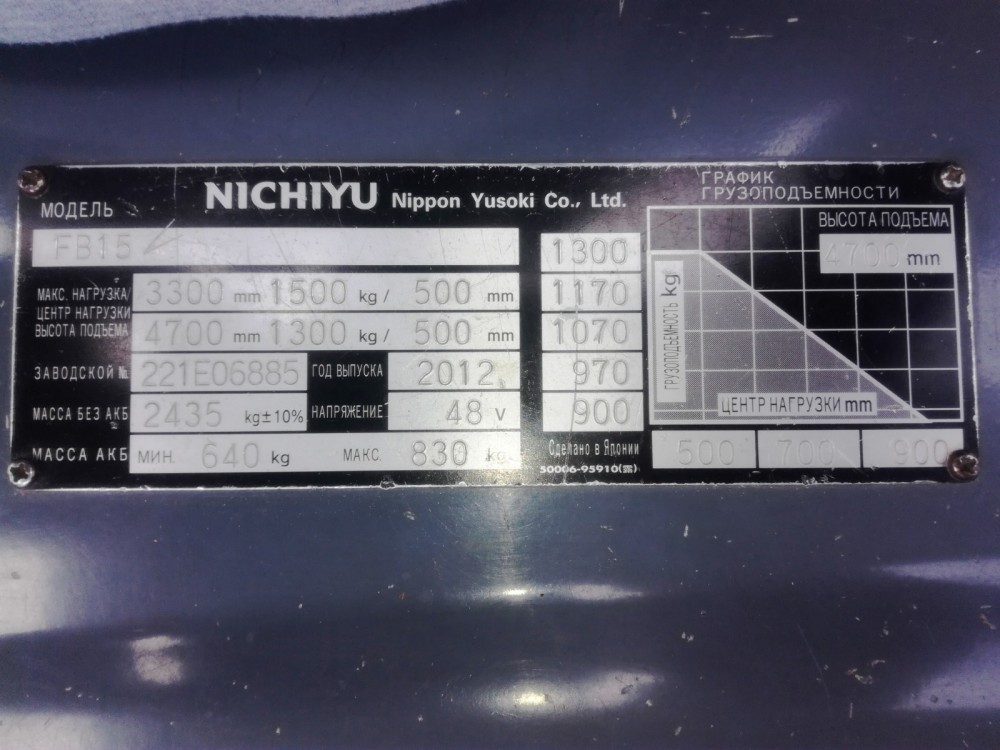 NICHIYU Nippon Yusoki Co., Ltd.
МОДЕЛЬ
FB15
МАКС. НАГРУЗКА/
ЦЕНТР НАГРУЗКИ
ВЫСОТА ПОДЪЕМА
3300 mm 1500 kg / 500 mm
4700 mm 1300 kg / 500 mm
ЗАВОДСКОЙ №. 221E06885 ГОД ВЫПУСКА 2012
МАССА БЕЗ АКБ 2435 kg±10% НАПРЯЖЕНИЕ 48 v
МАССА АКБ МИН. 640 kg МАКС. 830 kg
1300
1170
1070
970
900
Сделано в Японии
50006-95910(露)
ГРАФИК
ГРУЗОПОДЪЕМНОСТИ
ВЫСОТА ПОДЪЕМА
4700 mm
ГРУЗОПОДЪЕМНОСТЬ kg
ЦЕНТР НАГРУЗКИ mm
500 700 900